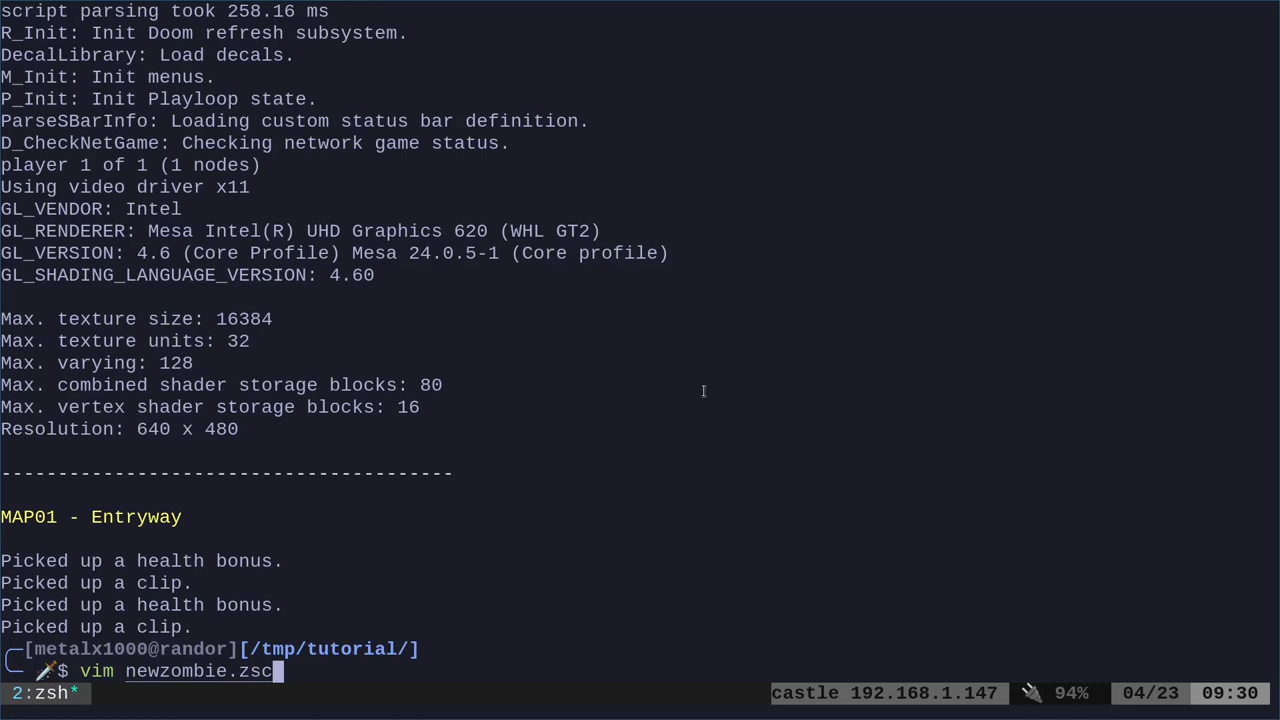 script parsing took 258.16 ms
R_Init: Init Doom refresh subsystem.
DecalLibrary: Load decals.
M_Init: Init menus.
P_Init: Init Playloop state.
ParseSBarInfo: Loading custom status bar definition.
D_CheckNetGame: Checking network game status.
player 1 of 1 (1 nodes)
Using video driver x11
GL_VENDOR: Intel
GL_RENDERER: Mesa Intel(R) UHD Graphics 620 (WHL GT2)
GL_VERSION: 4.6 (Core Profile) Mesa 24.0.5-1 (Core profile)
GL_SHADING_LANGUAGE_VERSION: 4.60
Max. texture size: 16384
Max. texture units: 32
Max. varying: 128
Max. combined shader storage blocks: 80
Max. vertex shader storage blocks: 16
Resolution: 640 x 480
----------------------------------------
MAP01 - Entryway
Picked up a health bonus.
Picked up a clip.
Picked up a health bonus.
Picked up a clip.
[metalx1000@randor][/tmp/tutorial/]
$ vim newzombie.zsc
2:zsh* castle 192.168.1.147 94% 04/23 09:30